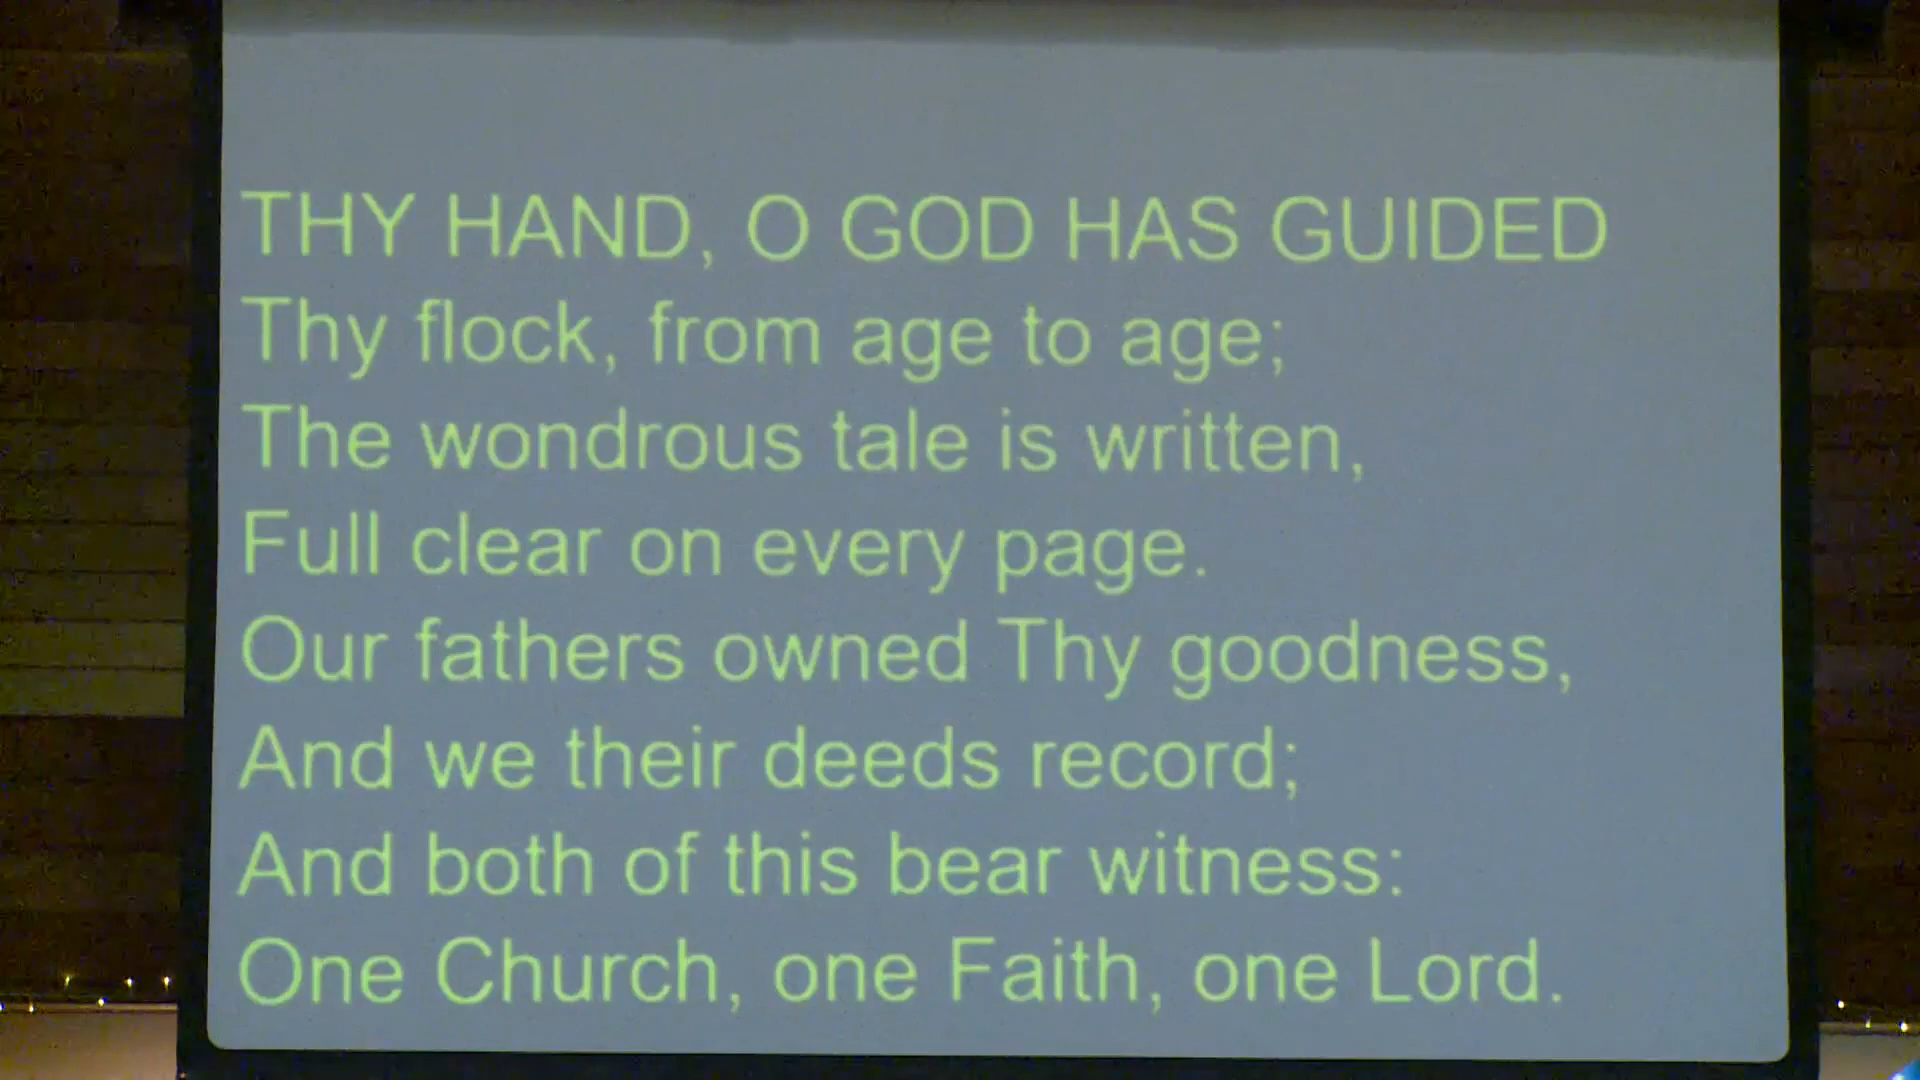 THY HAND, O GOD HAS GUIDED
Thy flock, from age to age;
The wondrous tale is written,
Full clear on every page.
Our fathers owned Thy goodness,
And we their deeds record;
And both of this bear witness:
One Church, one Faith, one Lord.